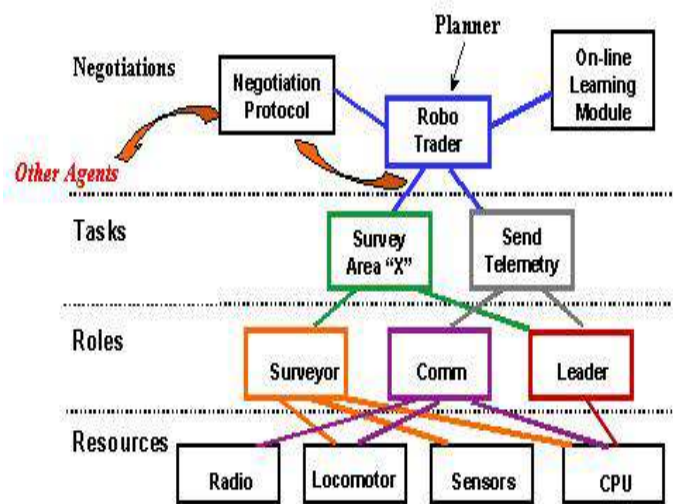 Planner
Negotiations
Negotiation
Protocol
Robo
Trader
On-line
Learning
Module
Other Agents
Tasks
Survey
Area “X”
Send
Telemetry
Roles
Surveyor
Comm
Leader
Resources
Radio
Locomotor
Sensors
CPU